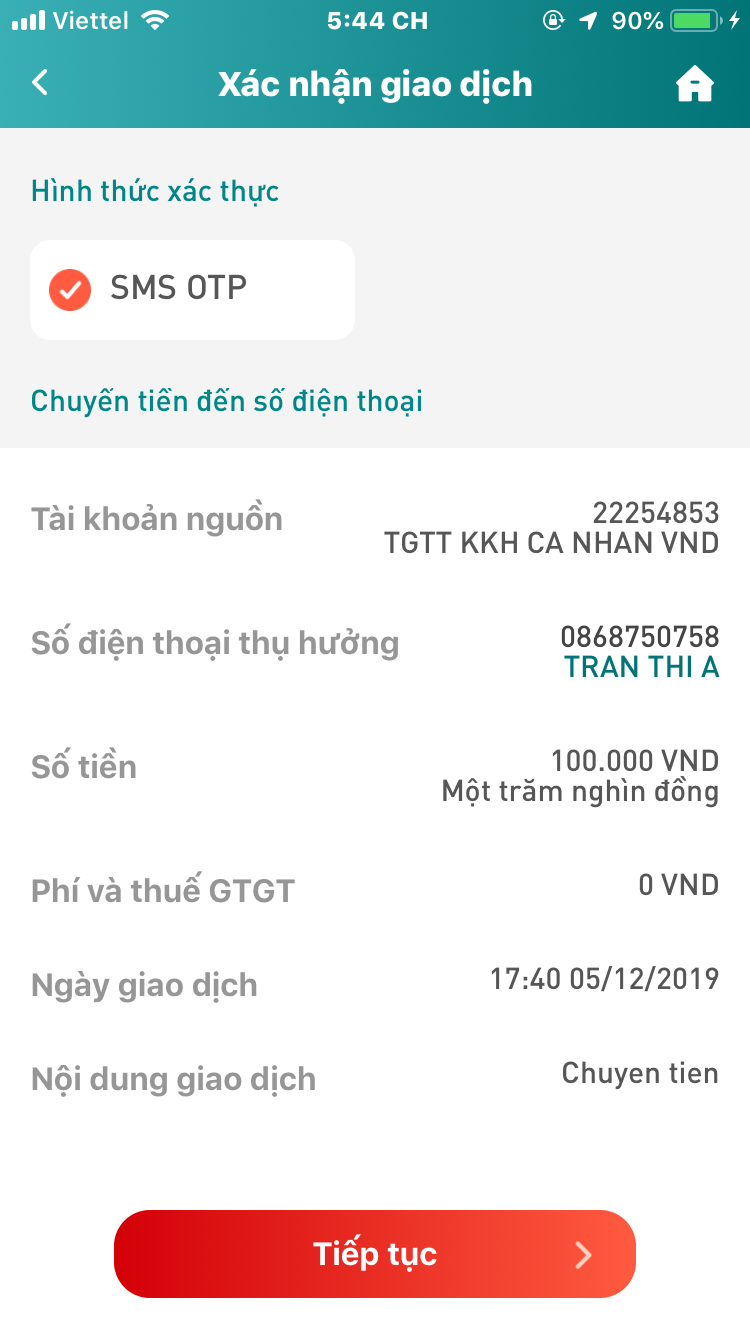 Viettel 5:44 CH 90%
Xác nhận giao dịch
Hình thức xác thực
SMS OTP
Chuyển tiền đến số điện thoại
Tài khoản nguồn 22254853
TGTT KKH CA NHAN VND
Số điện thoại thụ hưởng 0868750758
TRAN THI A
Số tiền 100.000 VND
Một trăm nghìn đồng
Phí và thuế GTGT 0 VND
Ngày giao dịch 17:40 05/12/2019
Nội dung giao dịch Chuyen tien
Tiếp tục